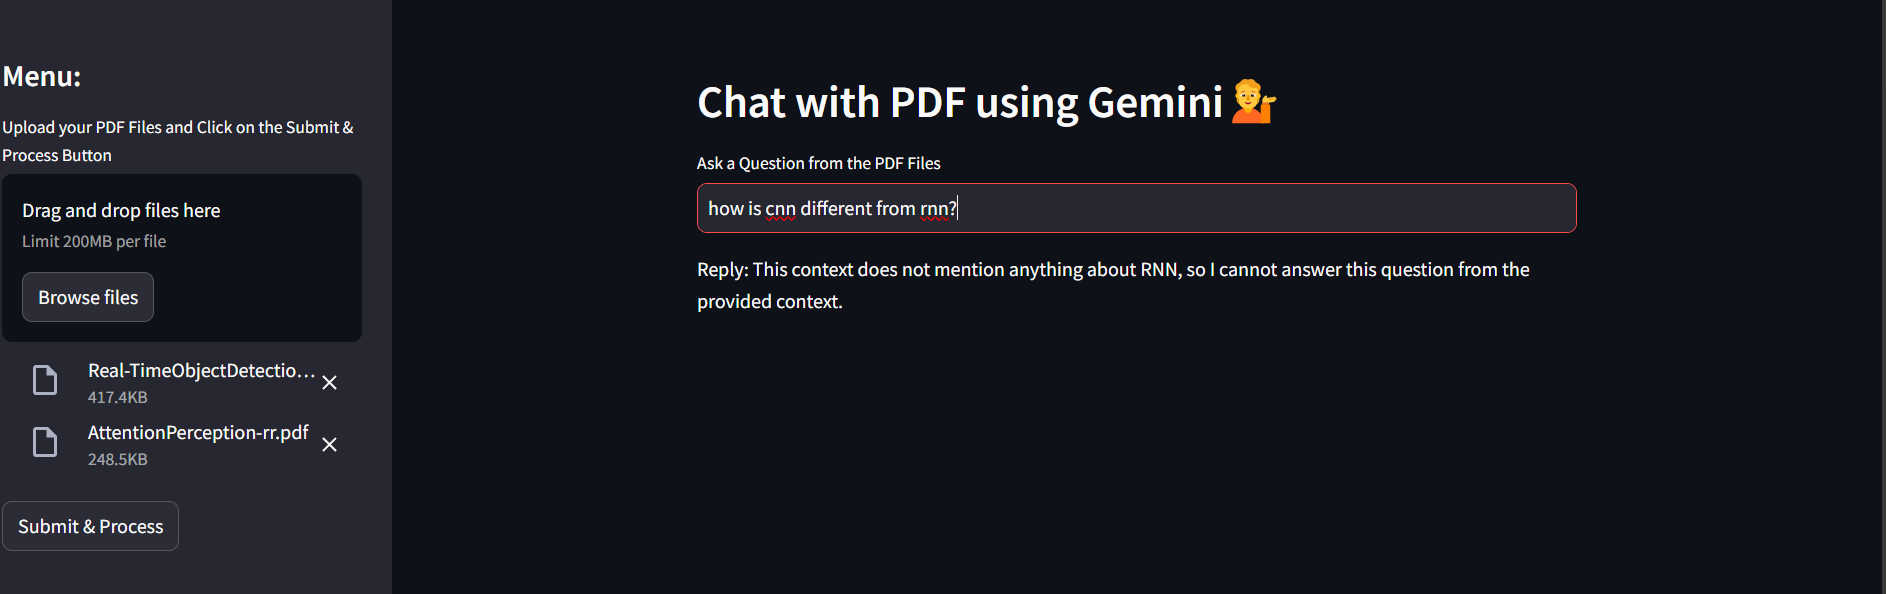 Menu:
Upload your PDF Files and Click on the Submit &
Process Button
Drag and drop files here
Limit 200MB per file
Browse files
Real-TimeObjectDetectio...
417.4KB
AttentionPerception-rr.pdf
248.5KB
Submit & Process
Chat with PDF using Gemini
Ask a Question from the PDF Files
how is cnn different from rnn?
Reply: This context does not mention anything about RNN, so I cannot answer this question from the
provided context.